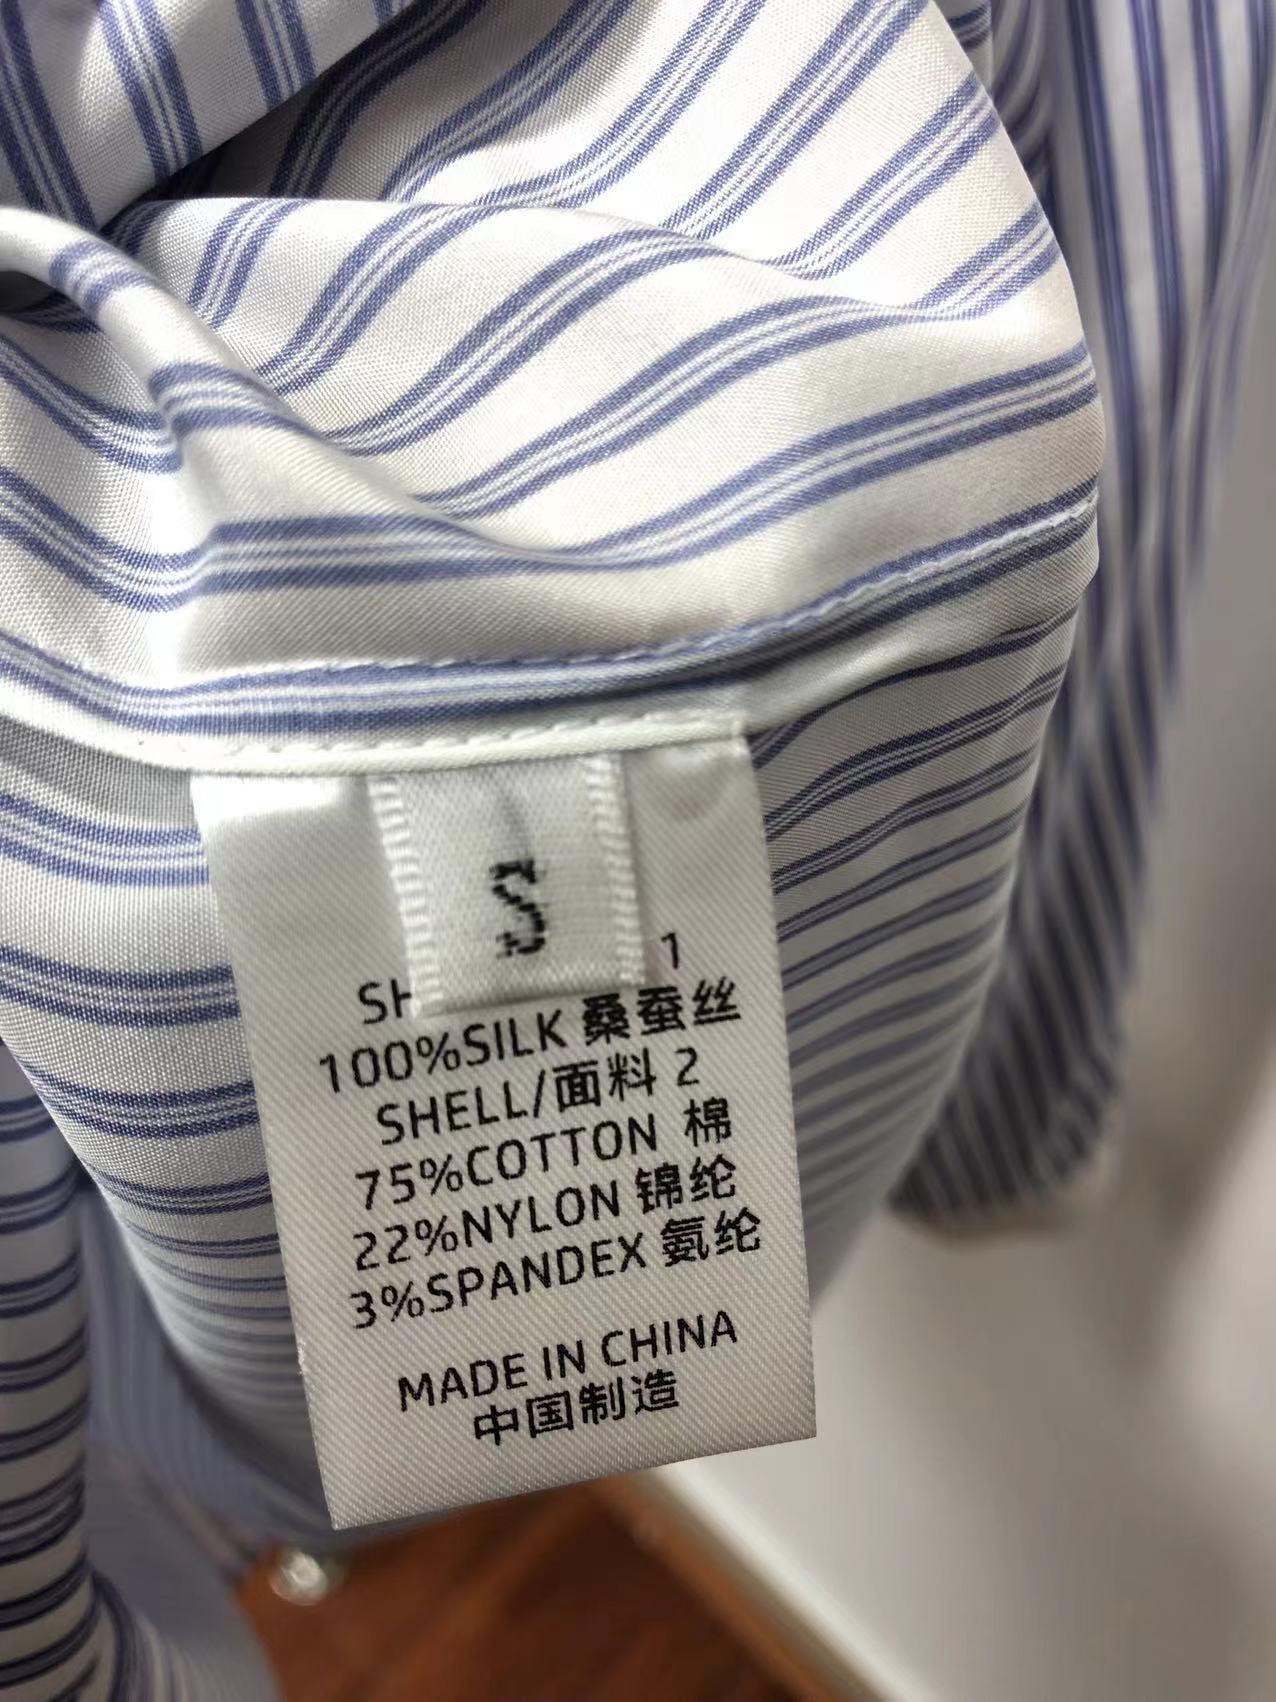 S
1
100%SILK 桑蚕丝
SHELL/面料 2
75%COTTON 棉
22%NYLON 锦纶
3%SPANDEX 氨纶
MADE IN CHINA
中国制造